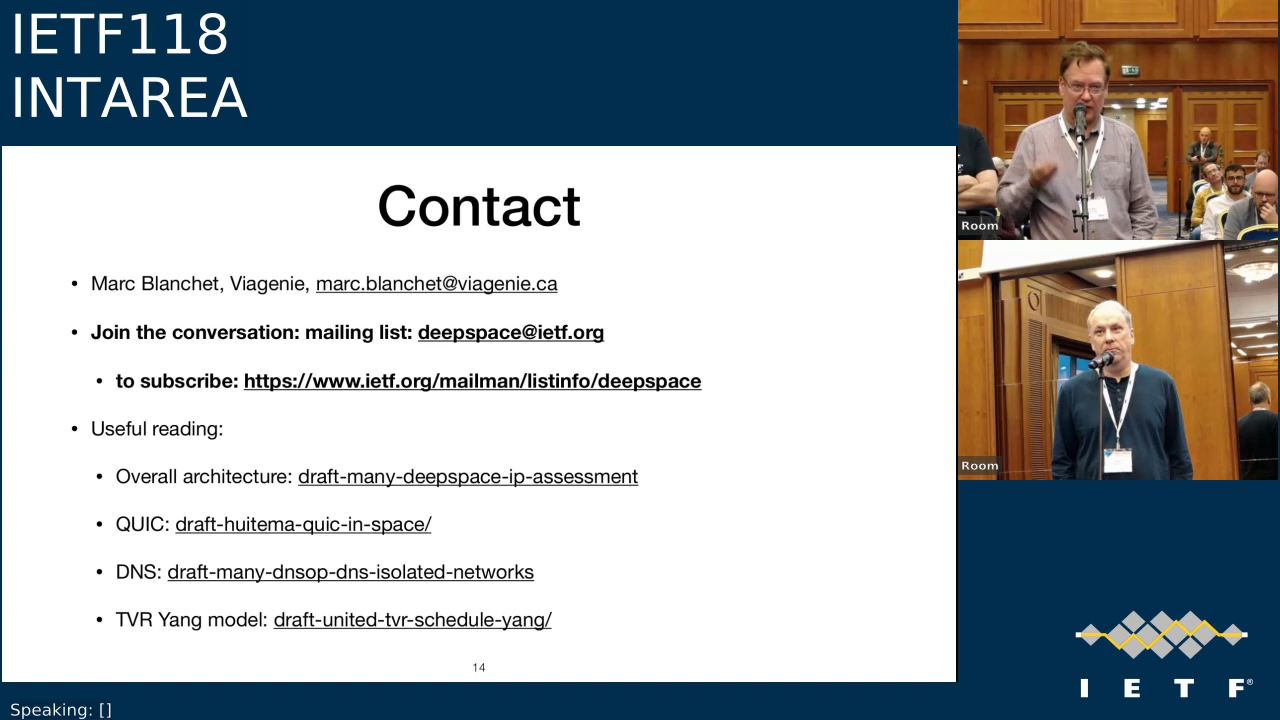 IETF118
INTAREA
Contact
• Marc Blanchet, Viagenie, marc.blanchet@viagenie.ca
• Join the conversation: mailing list: deepspace@ietf.org
• to subscribe: https://www.ietf.org/mailman/listinfo/deepspace
• Useful reading:
• Overall architecture: draft-many-deepspace-ip-assessment
• QUIC: draft-huitema-quic-in-space/
• DNS: draft-many-dnsop-dns-isolated-networks
• TVR Yang model: draft-united-tvr-schedule-yang/
14
Room
Room
I E T F®
Speaking: []